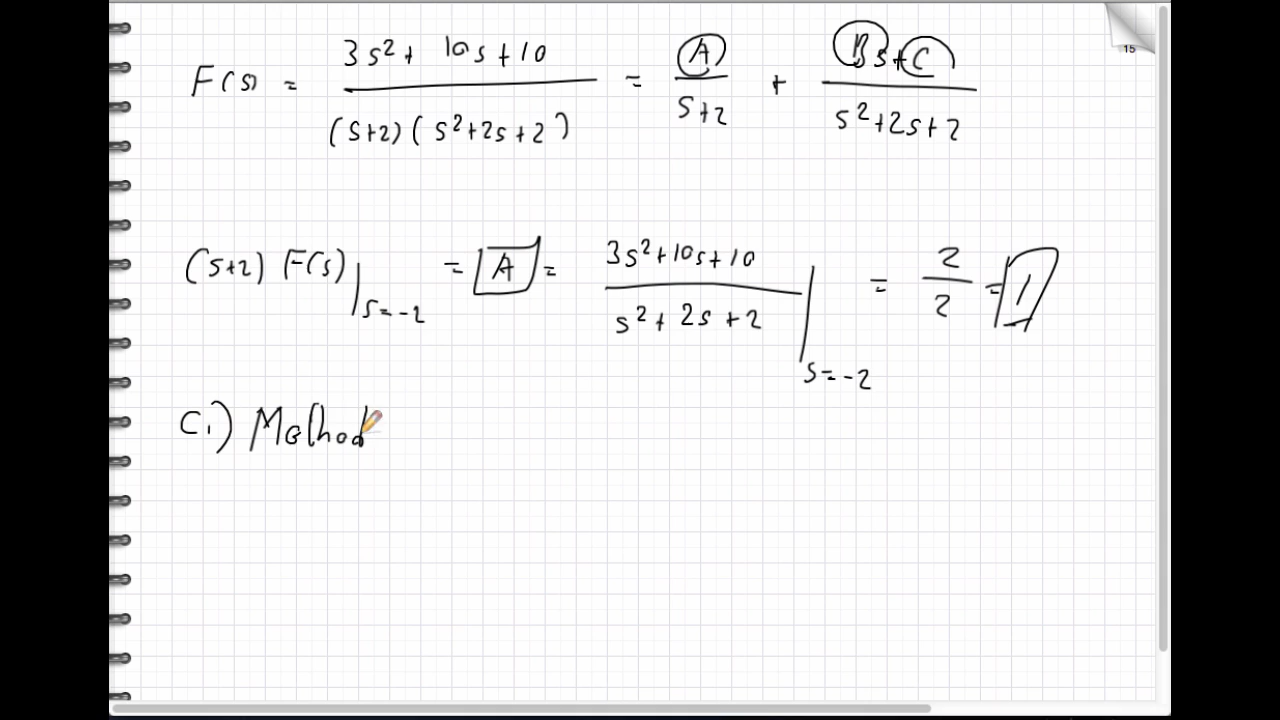 15
F(s) = 3s²+ 10s+10 / (s+2)(s²+2s+2) = A / s+2 + Bs+C / s²+2s+2
(s+2) F(s) | s=-2 = A = 3s²+10s+10 / s²+2s+2 | s=-2 = 2/2 = 1
C.) Method